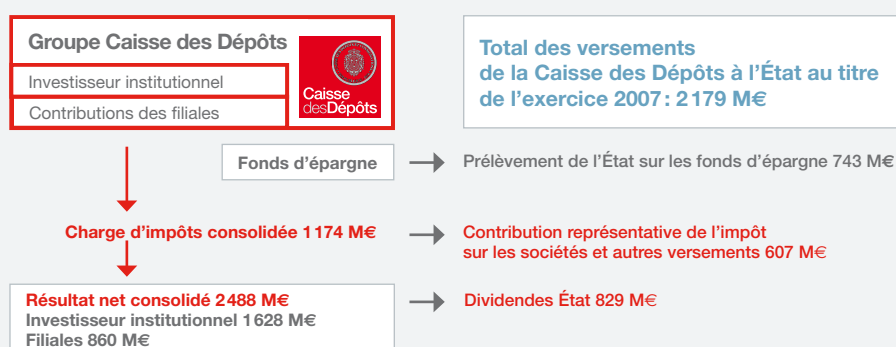 Groupe Caisse des Dépôts
Investisseur institutionnel
Contributions des filiales
Caisse
desDépôts
Total des versements
de la Caisse des Dépôts à l’État au titre
de l’exercice 2007 : 2 179 M€
Fonds d’épargne
Prélèvement de l’État sur les fonds d’épargne 743 M€
Charge d’impôts consolidée 1 174 M€
Contribution représentative de l’impôt
sur les sociétés et autres versements 607 M€
Résultat net consolidé 2 488 M€
Investisseur institutionnel 1 628 M€
Filiales 860 M€
Dividendes État 829 M€